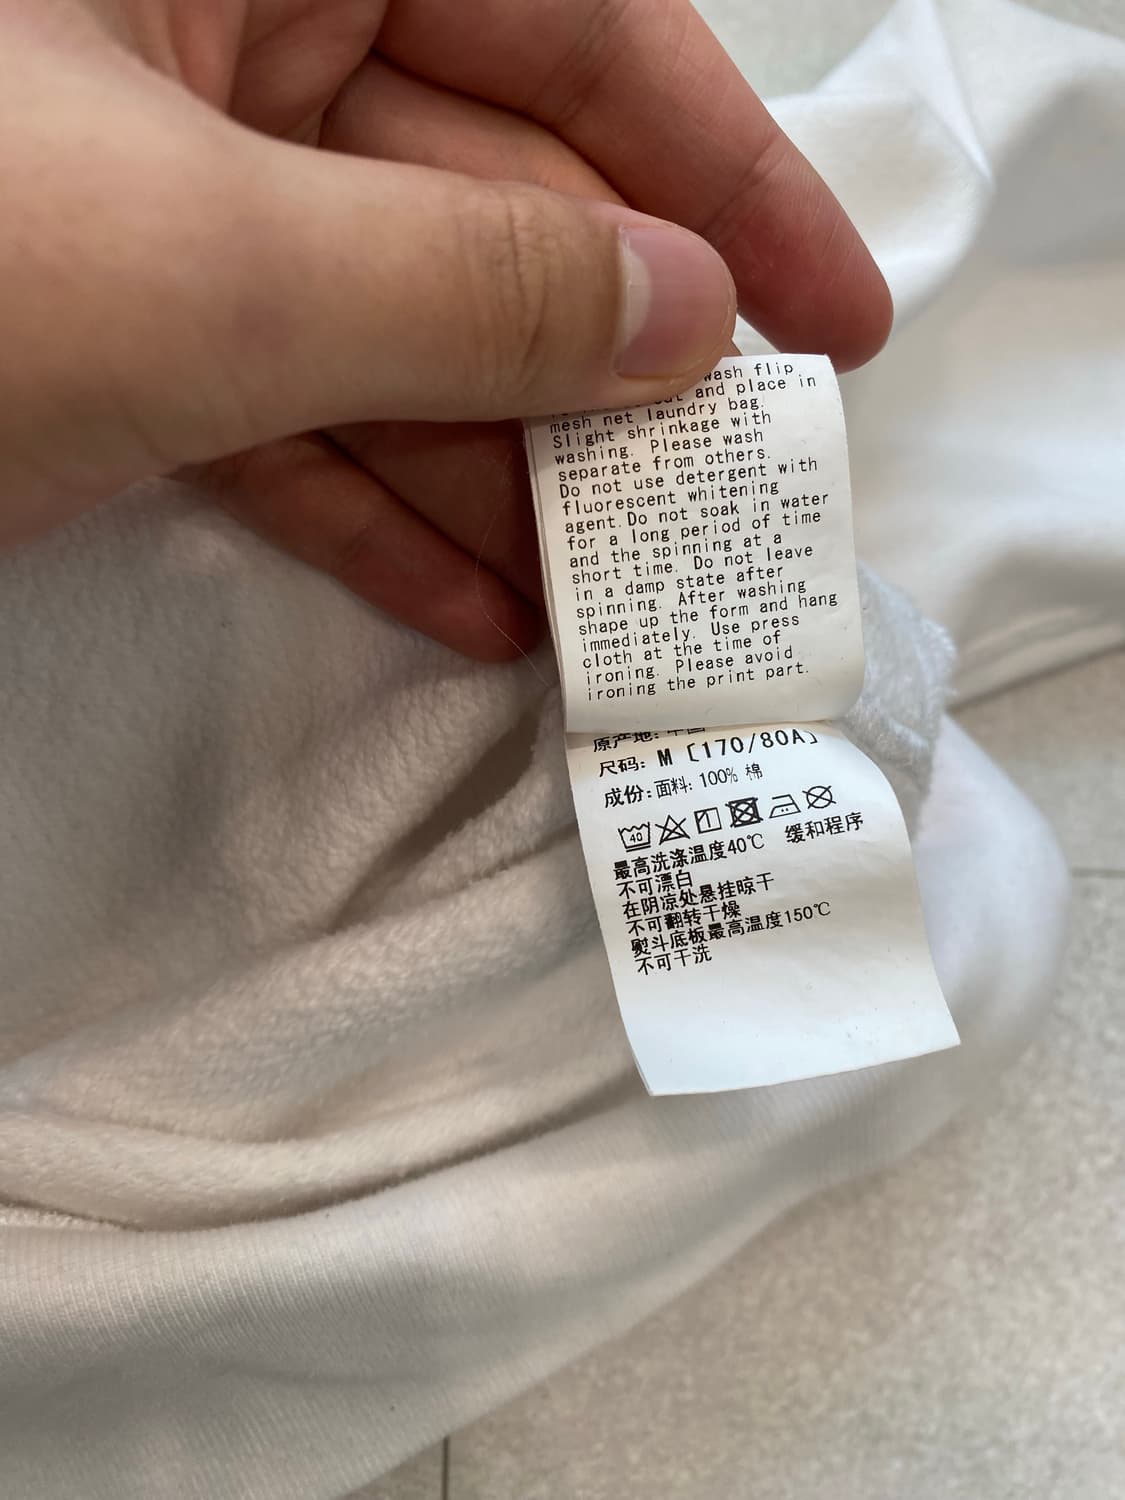 wash flip
and place in
mesh net laundry bag.
Slight shrinkage with
washing. Please wash
separate from others.
Do not use detergent with
fluorescent whitening
agent.Do not soak in water
for a long period of time
and the spinning at a
short time. Do not leave
in a damp state after
spinning. After washing
shape up the form and hang
immediately. Use press
cloth at the time of
ironing. Please avoid
ironing the print part.
原产地: 中国
尺码: M [170/80A]
成份:面料: 100% 棉
40
最高洗涤温度40℃ 缓和程序
不可漂白
在阴凉处悬挂晾干
不可翻转干燥
熨斗底板最高温度150℃
不可干洗